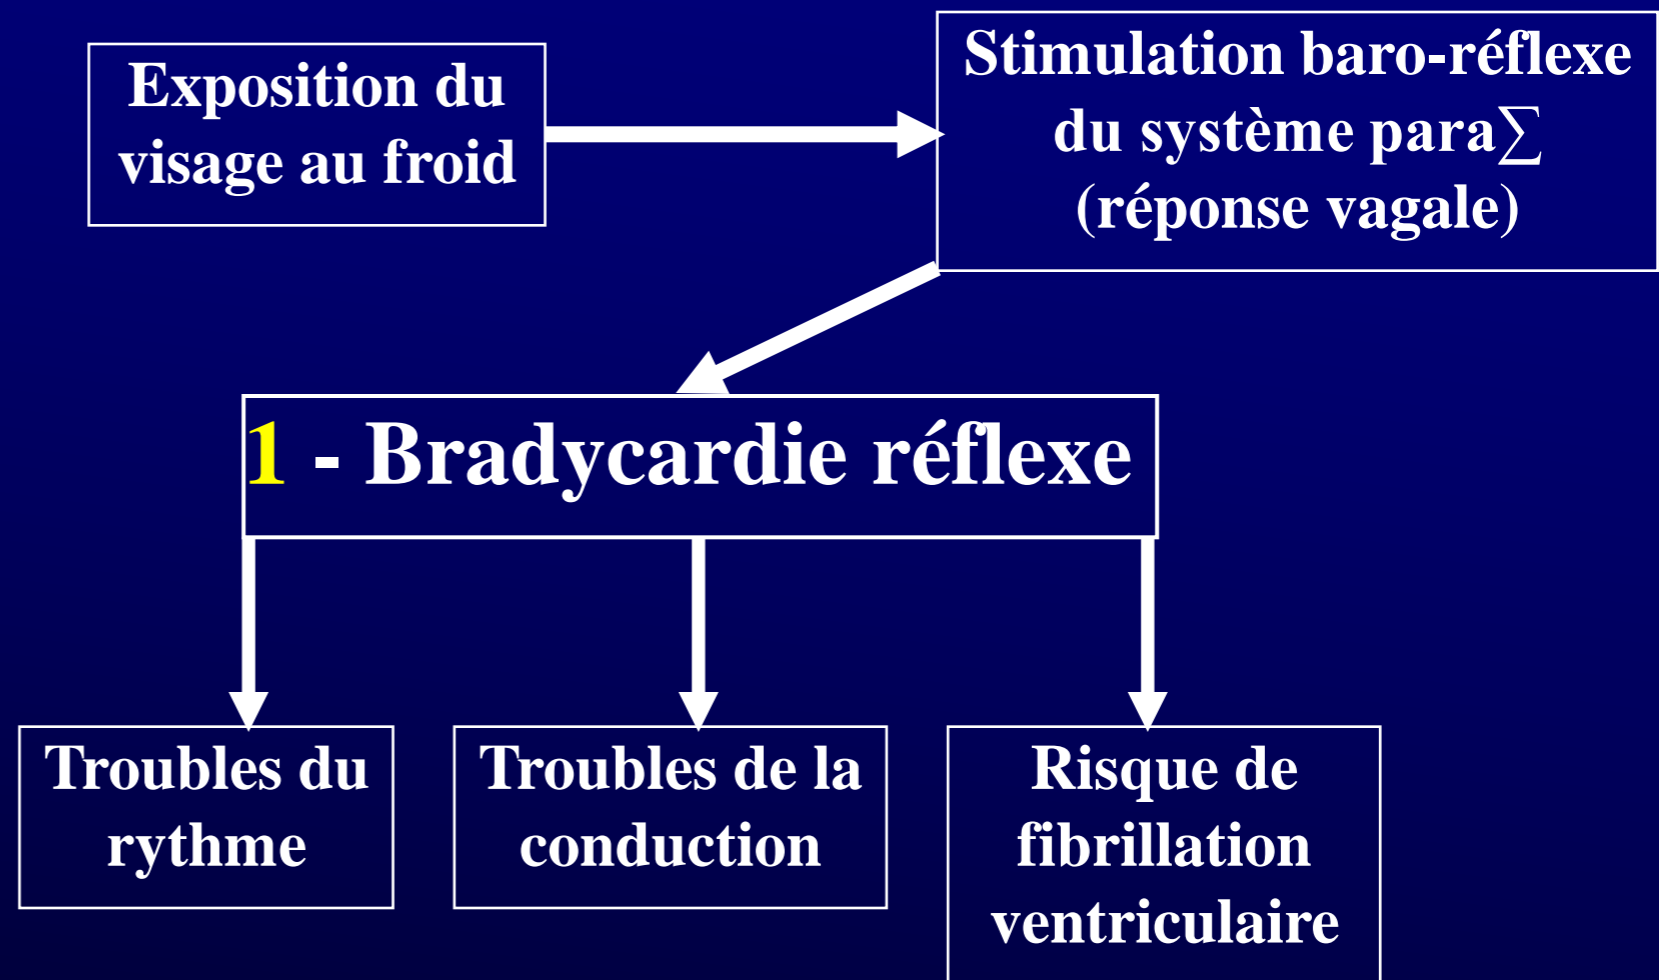 Exposition du
visage au froid
Stimulation baro-réflexe
du système para∑
(réponse vagale)
1 - Bradycardie réflexe
Troubles du
rythme
Troubles de la
conduction
Risque de
fibrillation
ventriculaire